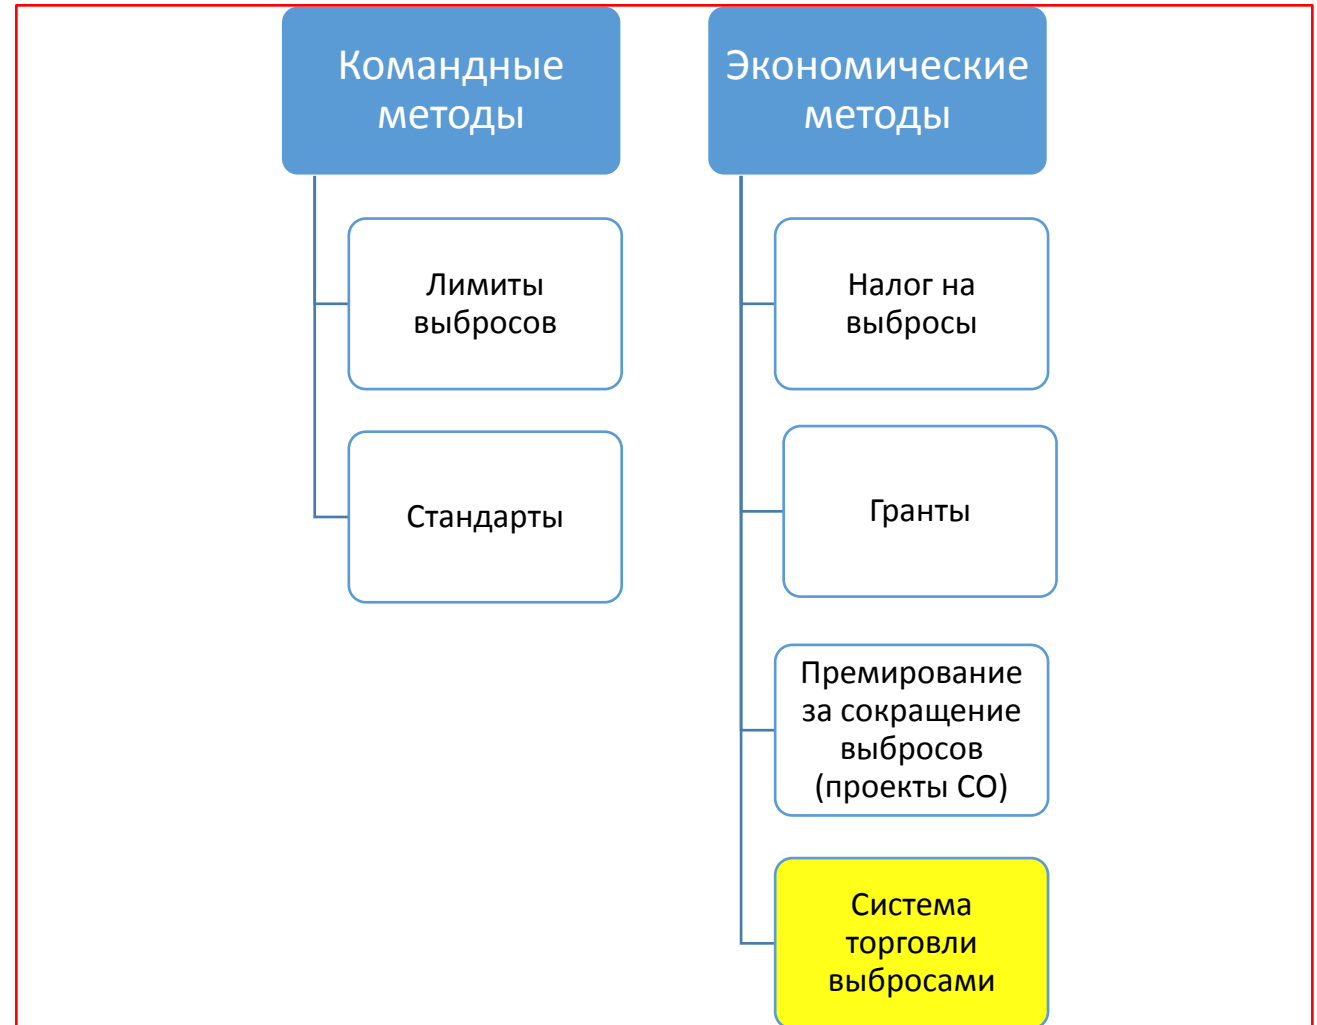 Командные
методы
Лимиты
выбросов
Стандарты
Экономические
методы
Налог на
выбросы
Гранты
Премирование
за сокращение
выбросов
(проекты СО)
Система
торговли
выбросами